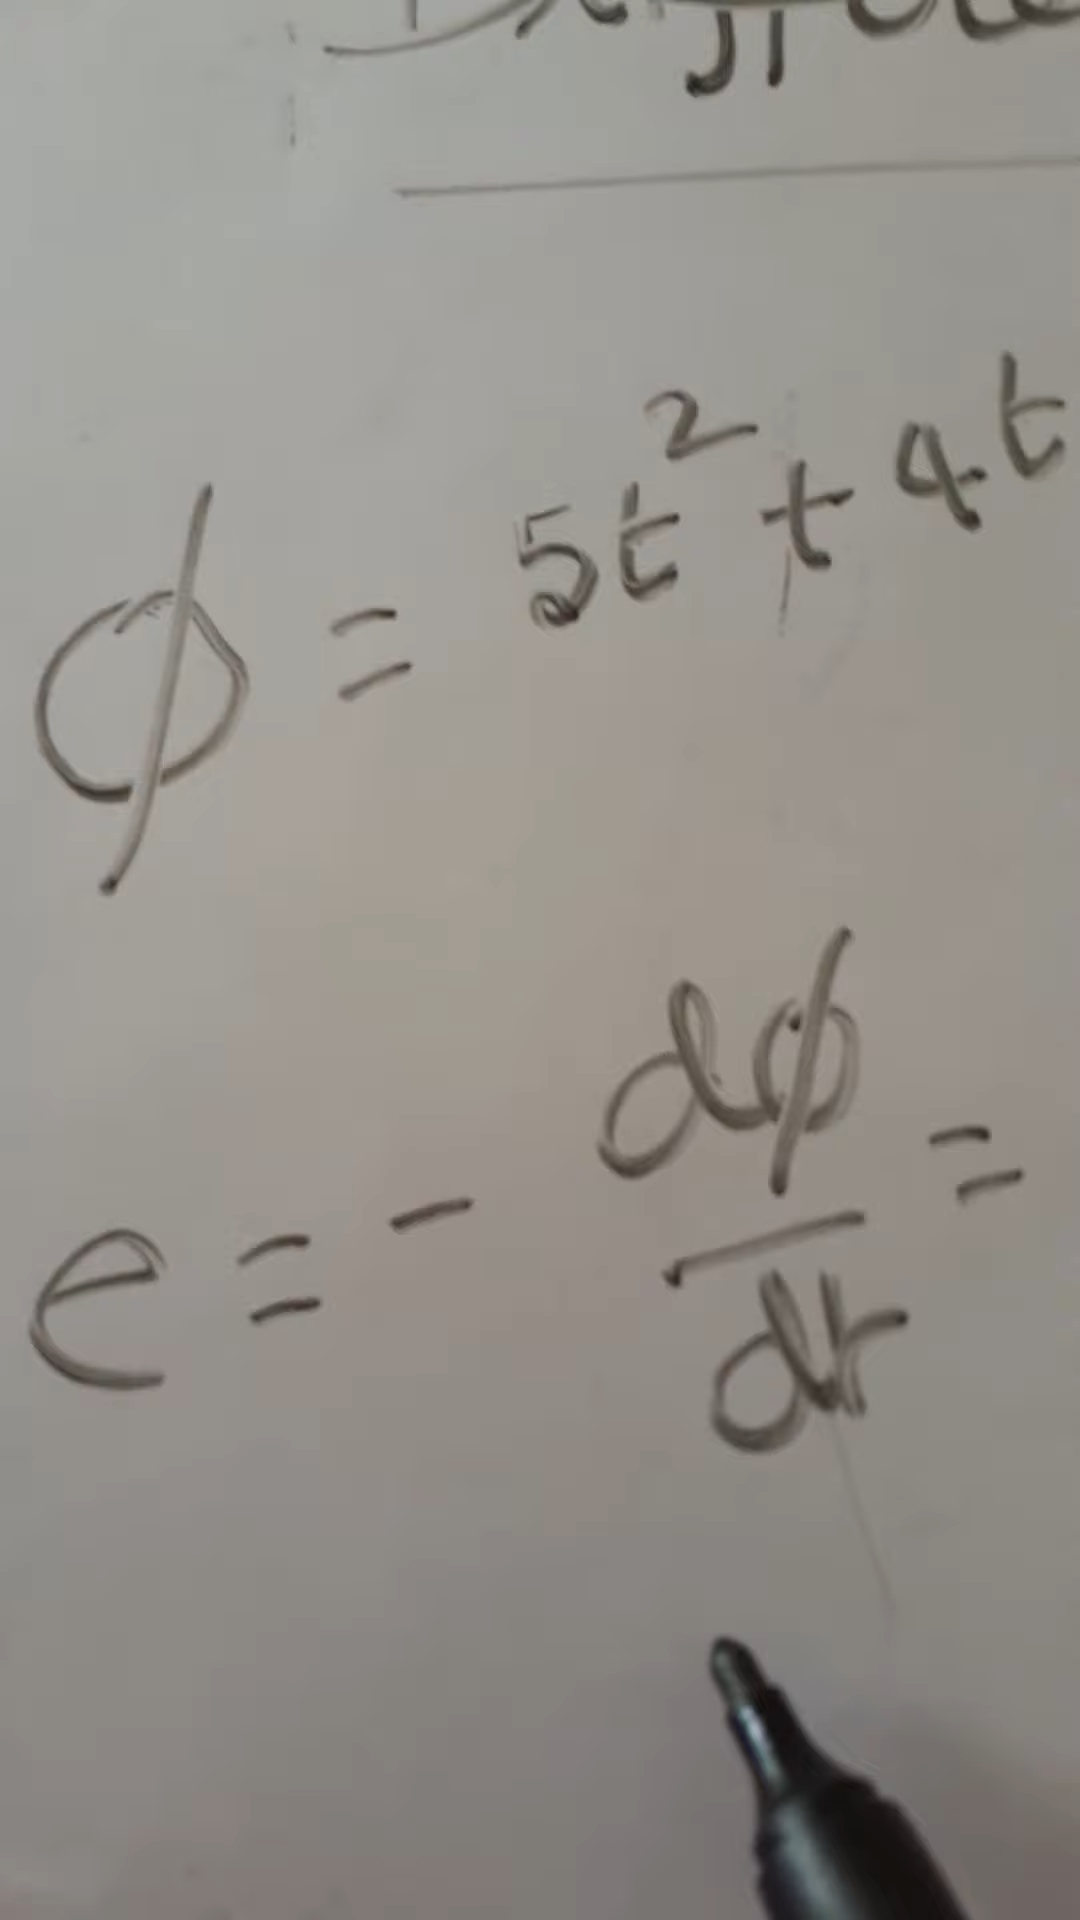 ϕ = 5t² + 4t
e = - dϕ/dt =